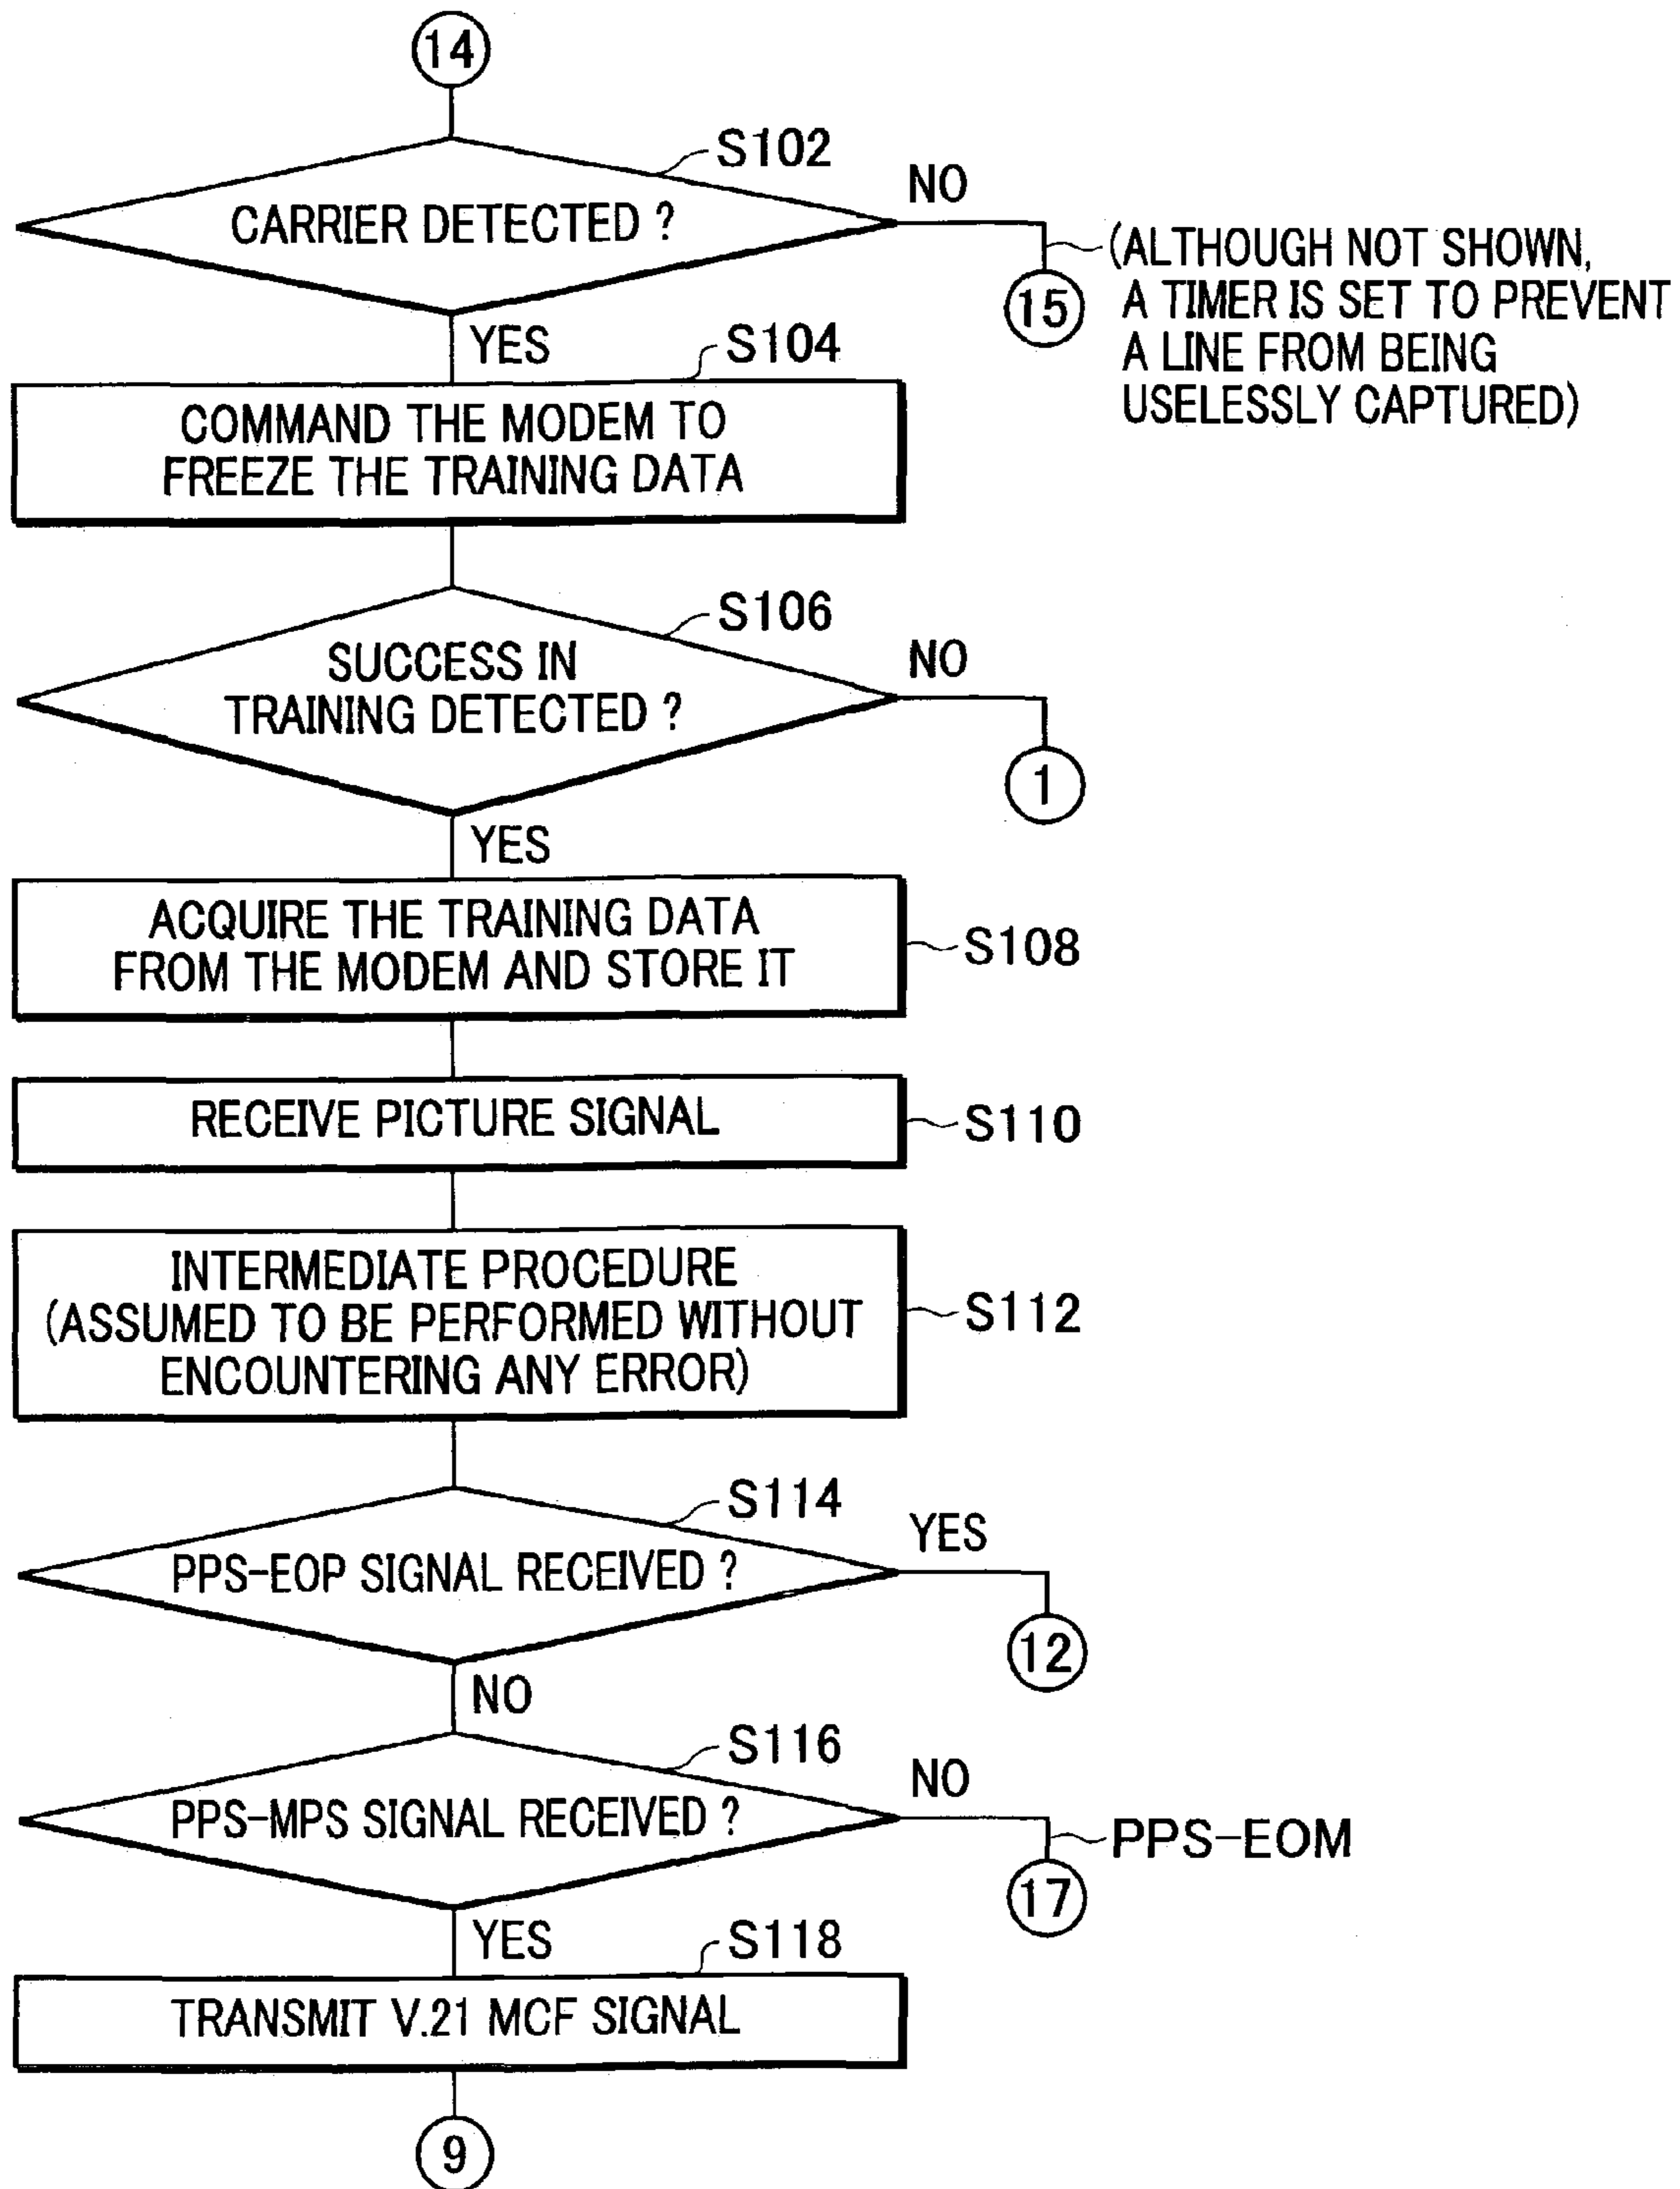 14
S102
CARRIER DETECTED ?
NO
15
(ALTHOUGH NOT SHOWN,
A TIMER IS SET TO PREVENT
A LINE FROM BEING
USELESSLY CAPTURED)
YES
S104
COMMAND THE MODEM TO
FREEZE THE TRAINING DATA
S106
SUCCESS IN
TRAINING DETECTED ?
NO
1
YES
ACQUIRE THE TRAINING DATA
FROM THE MODEM AND STORE IT
S108
RECEIVE PICTURE SIGNAL
S110
INTERMEDIATE PROCEDURE
(ASSUMED TO BE PERFORMED WITHOUT
ENCOUNTERING ANY ERROR)
S112
S114
PPS-EOP SIGNAL RECEIVED ?
YES
12
NO
S116
PPS-MPS SIGNAL RECEIVED ?
NO
PPS-EOM
17
YES
S118
TRANSMIT V.21 MCF SIGNAL
9